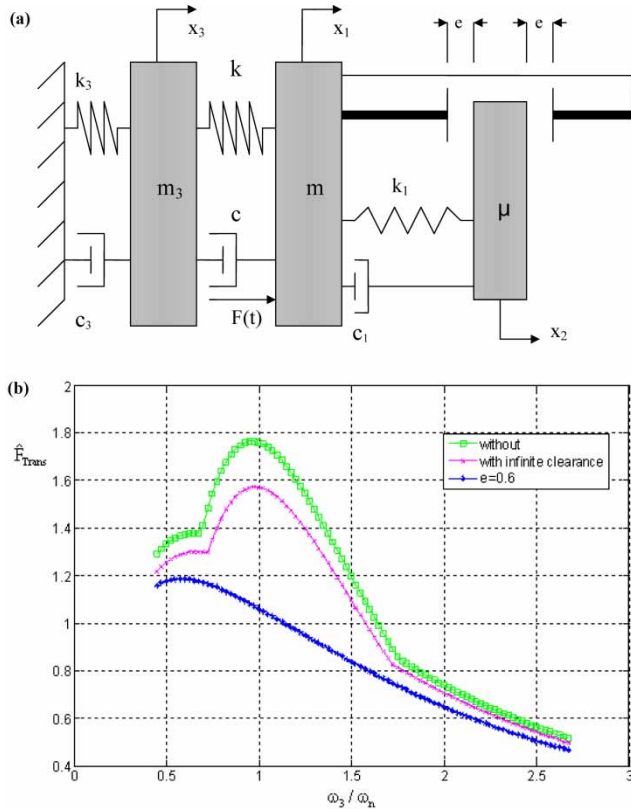 (a)
x₃
x₁
e
e
k₃
k
m₃
m
k₁
μ
c
F(t)
c₃
c₁
x₂
(b)
2
1.8
1.6
1.4
1.2
1
0.8
0.6
0.4
F̂Trans
without
with infinite clearance
e=0.6
0
0.5
1
1.5
2
2.5
3
ω₃ / ωn